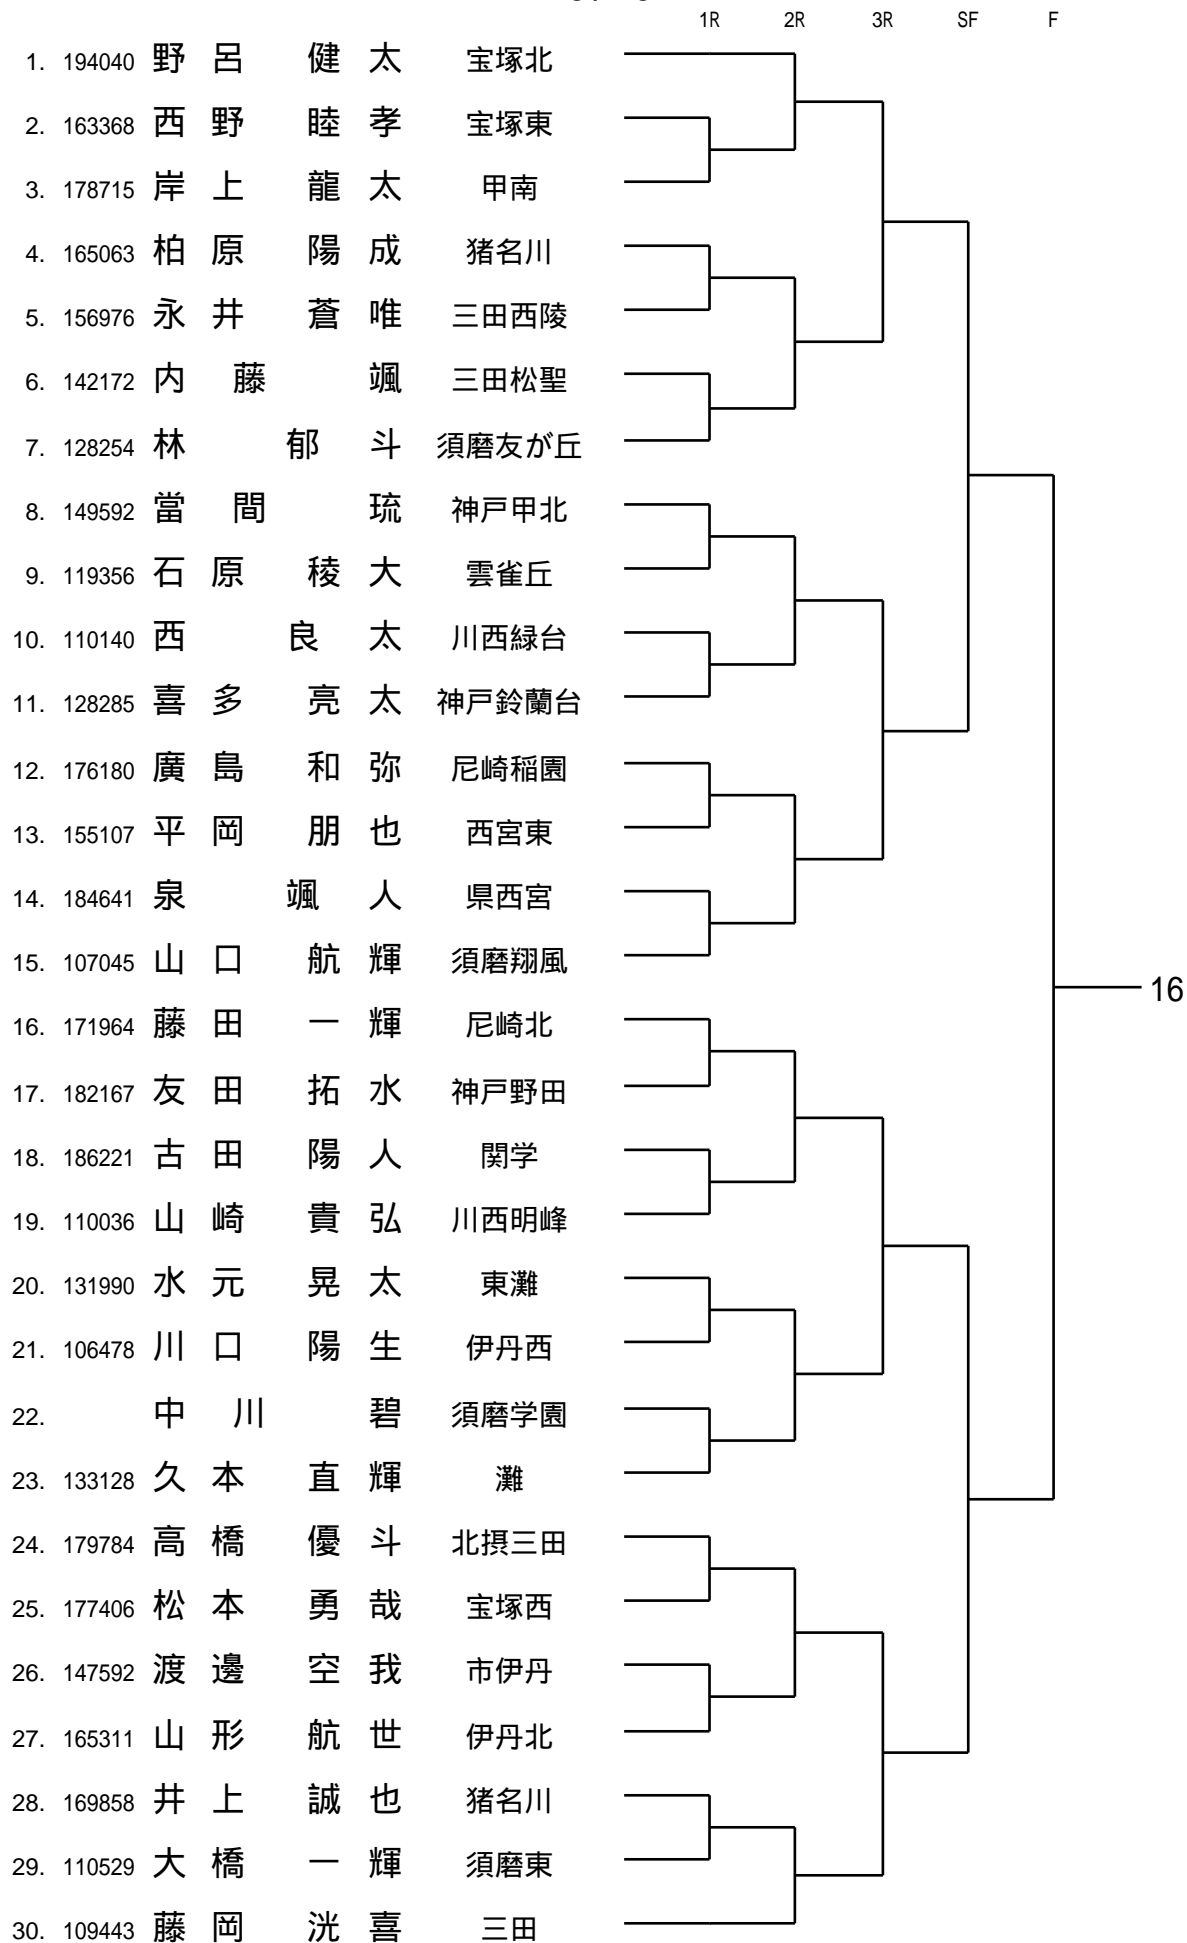 1R 2R 3R SF F
1. 194040 野呂 健太 宝塚北
2. 163368 西野 睦孝 宝塚東
3. 178715 岸上 龍太 甲南
4. 165063 柏原 陽成 猪名川
5. 156976 永井 蒼唯 三田西陵
6. 142172 内藤 颯 三田松聖
7. 128254 林 郁斗 須磨友が丘
8. 149592 當間 琉 神戸甲北
9. 119356 石原 稜大 雲雀丘
10. 110140 西 良太 川西緑台
11. 128285 喜多 亮太 神戸鈴蘭台
12. 176180 廣島 和弥 尼崎稲園
13. 155107 平岡 朋也 西宮東
14. 184641 泉 颯人 県西宮
15. 107045 山口 航輝 須磨翔風
16
16. 171964 藤田 一輝 尼崎北
17. 182167 友田 拓水 神戸野田
18. 186221 古田 陽人 関学
19. 110036 山崎 貴弘 川西明峰
20. 131990 水元 晃太 東灘
21. 106478 川口 陽生 伊丹西
22. 中川 碧 須磨学園
23. 133128 久本 直輝 灘
24. 179784 高橋 優斗 北摂三田
25. 177406 松本 勇哉 宝塚西
26. 147592 渡邊 空我 市伊丹
27. 165311 山形 航世 伊丹北
28. 169858 井上 誠也 猪名川
29. 110529 大橋 一輝 須磨東
30. 109443 藤岡 洸喜 三田